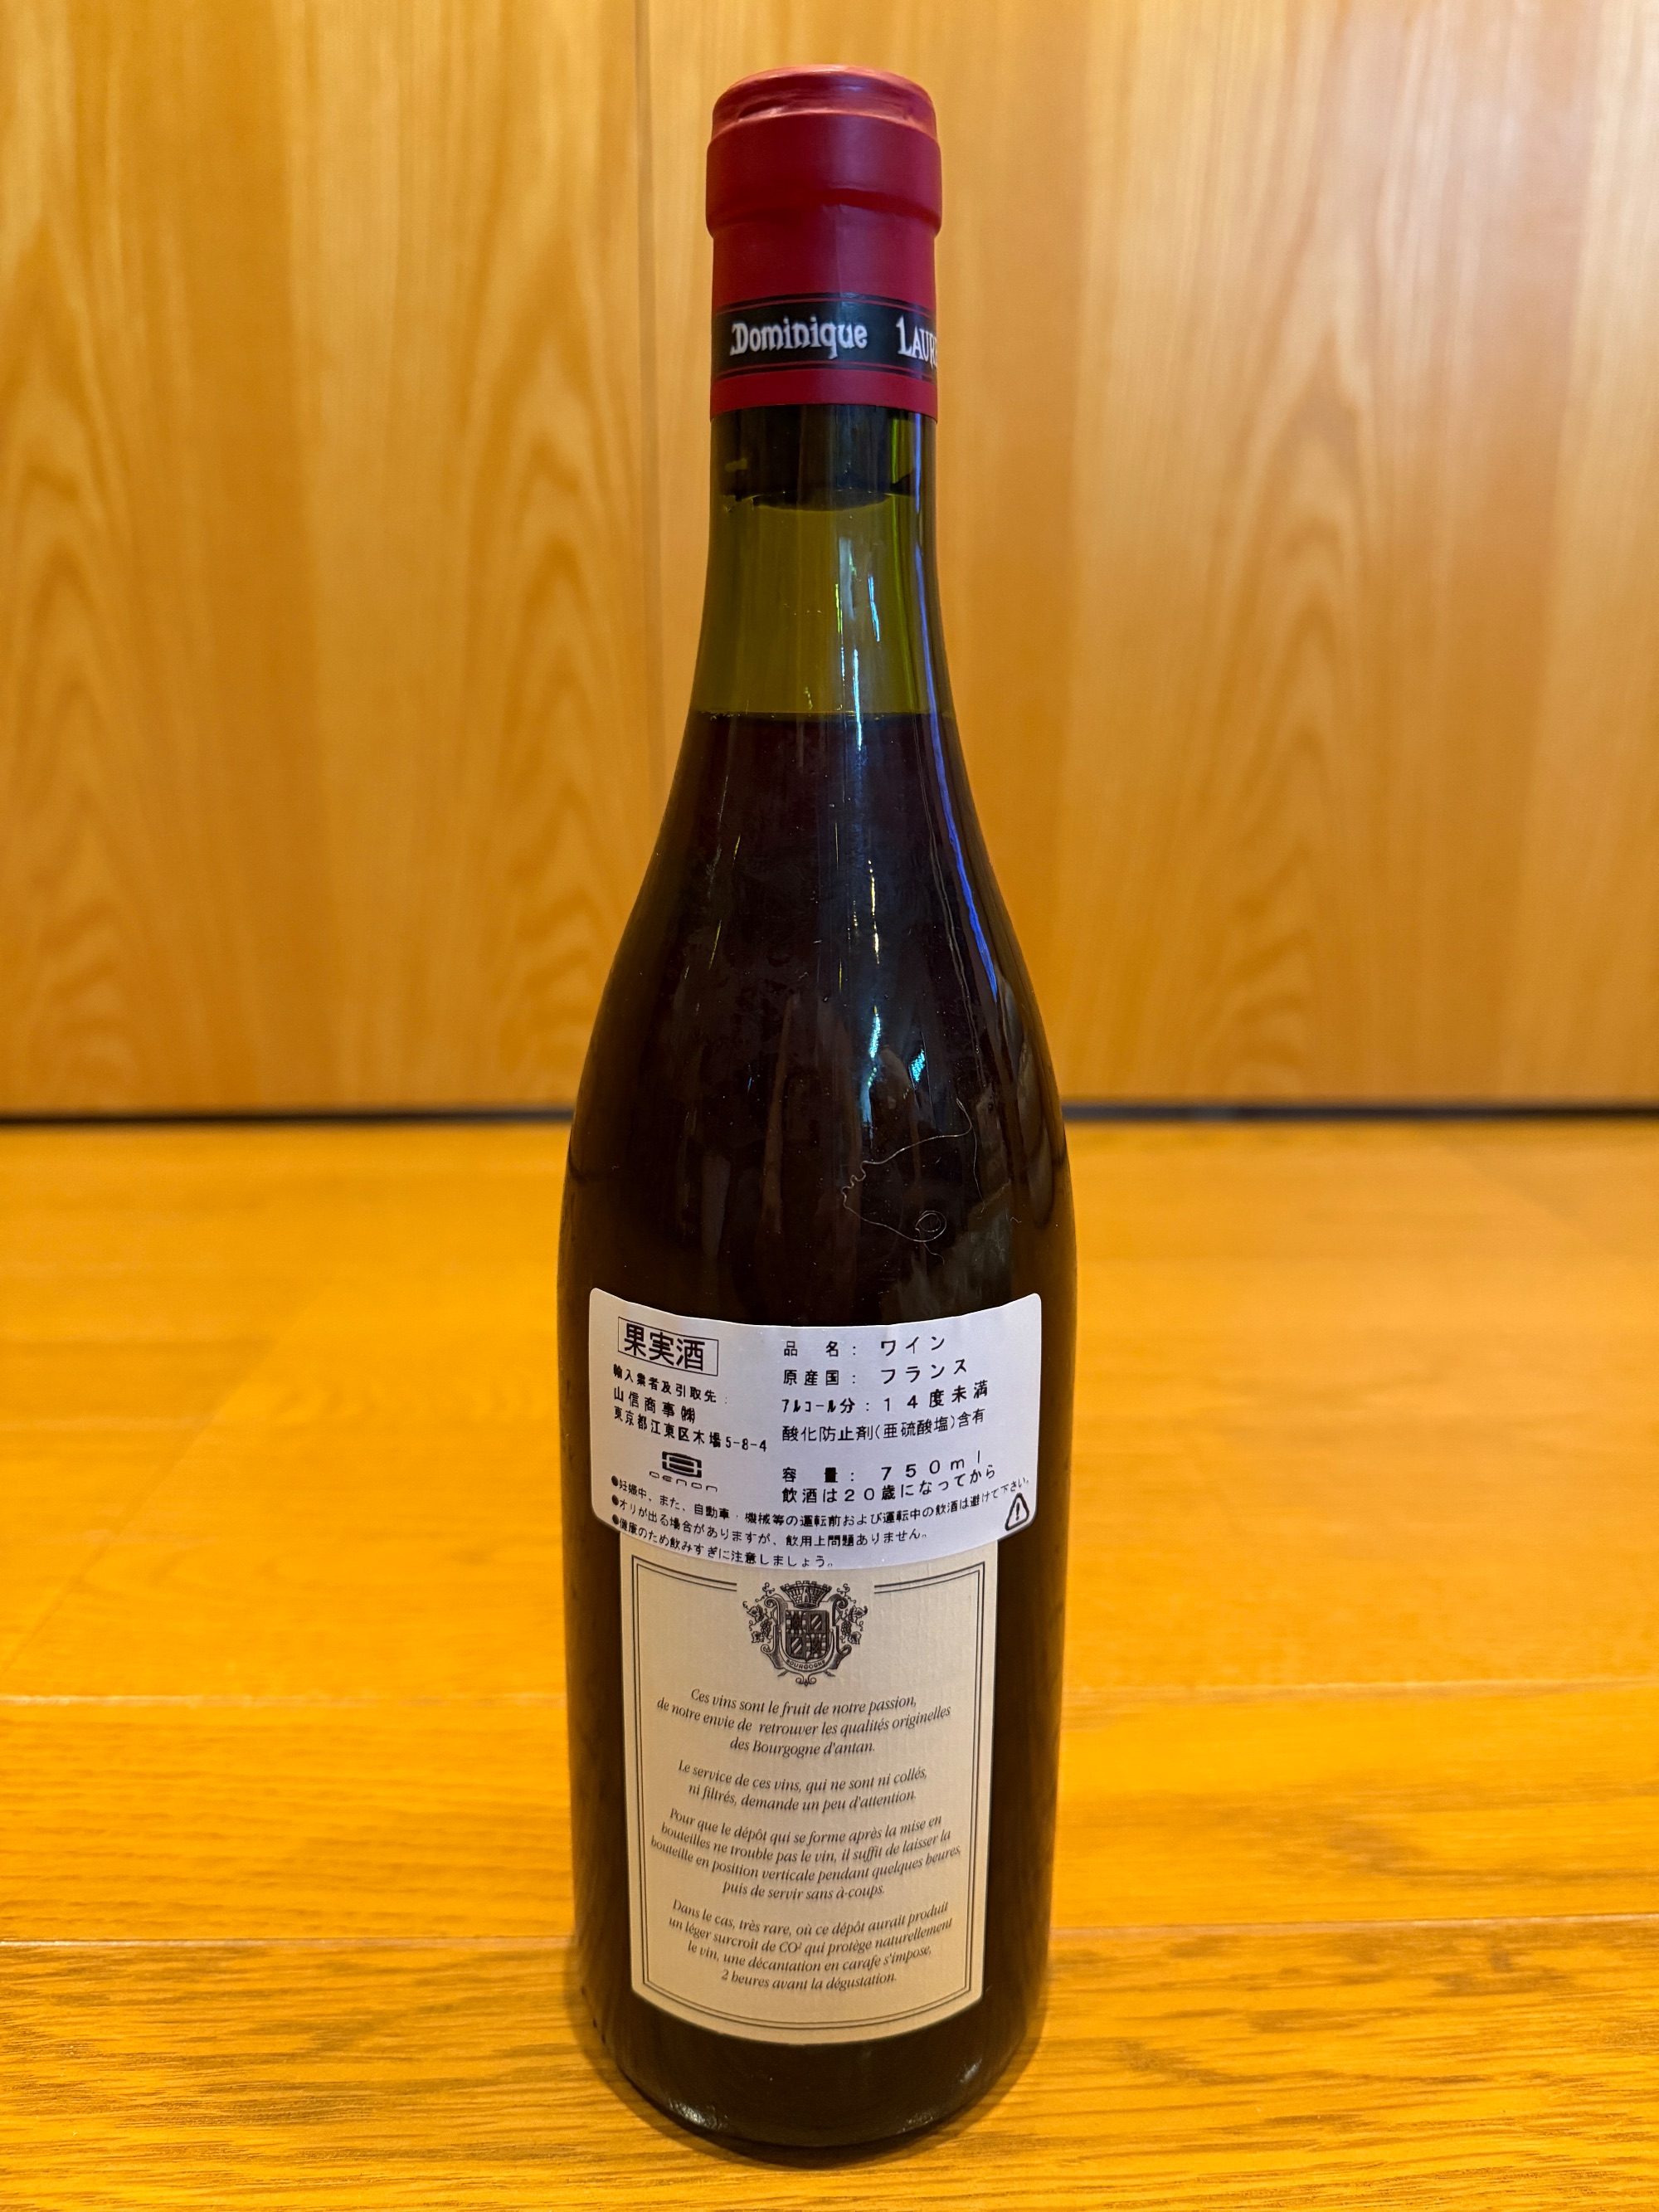 Dominique LAUR
果実酒
輸入業者及引取先:
山信商事㈱
東京都江東区木場5-8-4
DENON
品 名: ワイン
原産国: フランス
アルコール分: 14度未満
酸化防止剤(亜硫酸塩)含有
容 量: 750ml
飲酒は20歳になってから
●妊娠中、また、自動車・機械等の運転前および運転中の飲酒は避けて下さい。
●オリが出る場合がありますが、飲用上問題ありません。
●健康のため飲みすぎに注意しましょう。
BOURGOGNE
Ces vins sont le fruit de notre passion,
de notre envie de retrouver les qualités originelles
des Bourgogne d'antan.
Le service de ces vins, qui ne sont ni collés,
ni filtrés, demande un peu d'attention.
Pour que le dépôt qui se forme après la mise en
bouteilles ne trouble pas le vin, il suffit de laisser la
bouteille en position verticale pendant quelques heures,
puis de servir sans à-coups.
Dans le cas, très rare, où ce dépôt aurait produit
un léger surcroît de CO² qui protège naturellement
le vin, une décantation en carafe s'impose,
2 heures avant la dégustation.